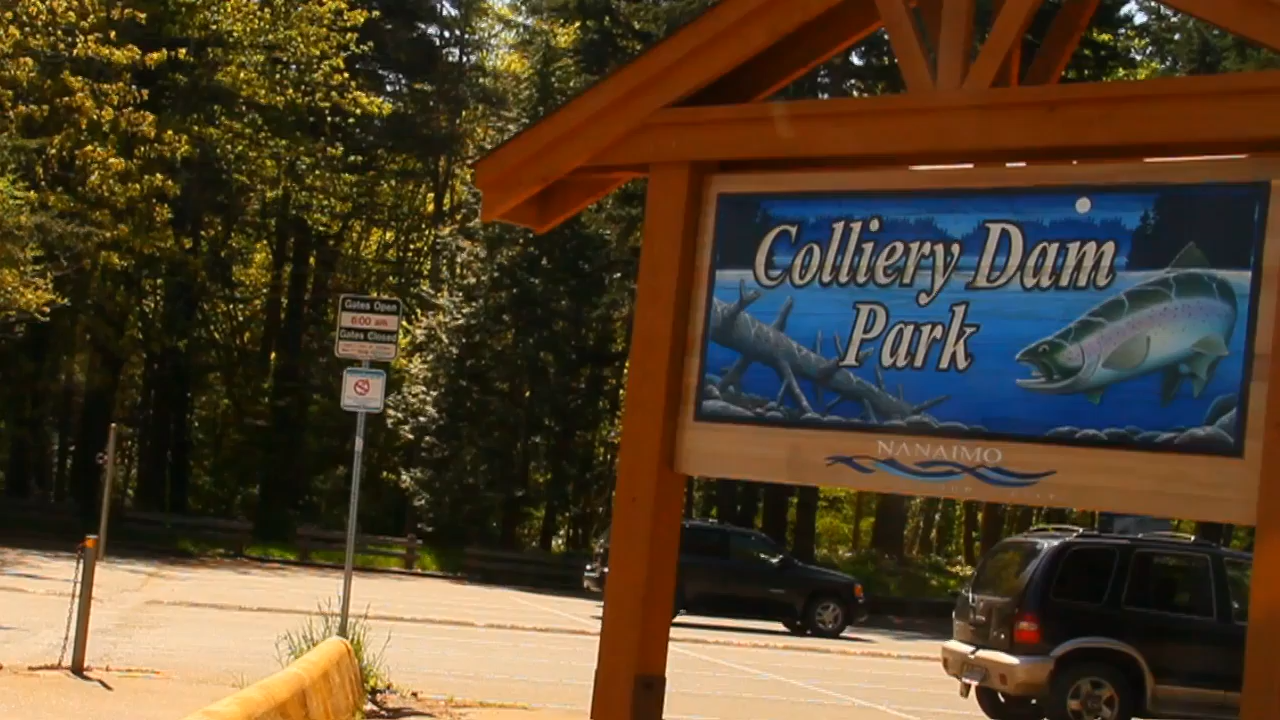 Gates Open
8:00 am
Gates Closed
Colliery Dam
Park
NANAIMO